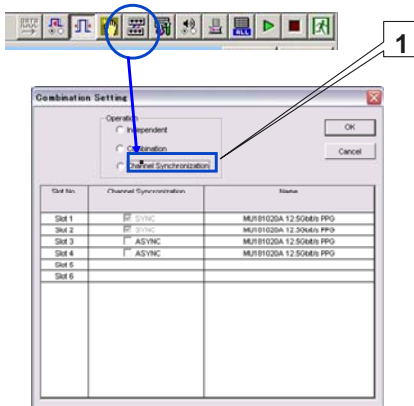 ALL
1
Combination Setting
Operation
Independent
Combination
Channel Synchronization
OK
Cancel
Slot No. Channel Syncronization Name
Slot 1 SYNC MU181020A 12.5Gbit/s PPG
Slot 2 SYNC MU181020A 12.5Gbit/s PPG
Slot 3 ASYNC MU181020A 12.5Gbit/s PPG
Slot 4 ASYNC MU181020A 12.5Gbit/s PPG
Slot 5
Slot 6